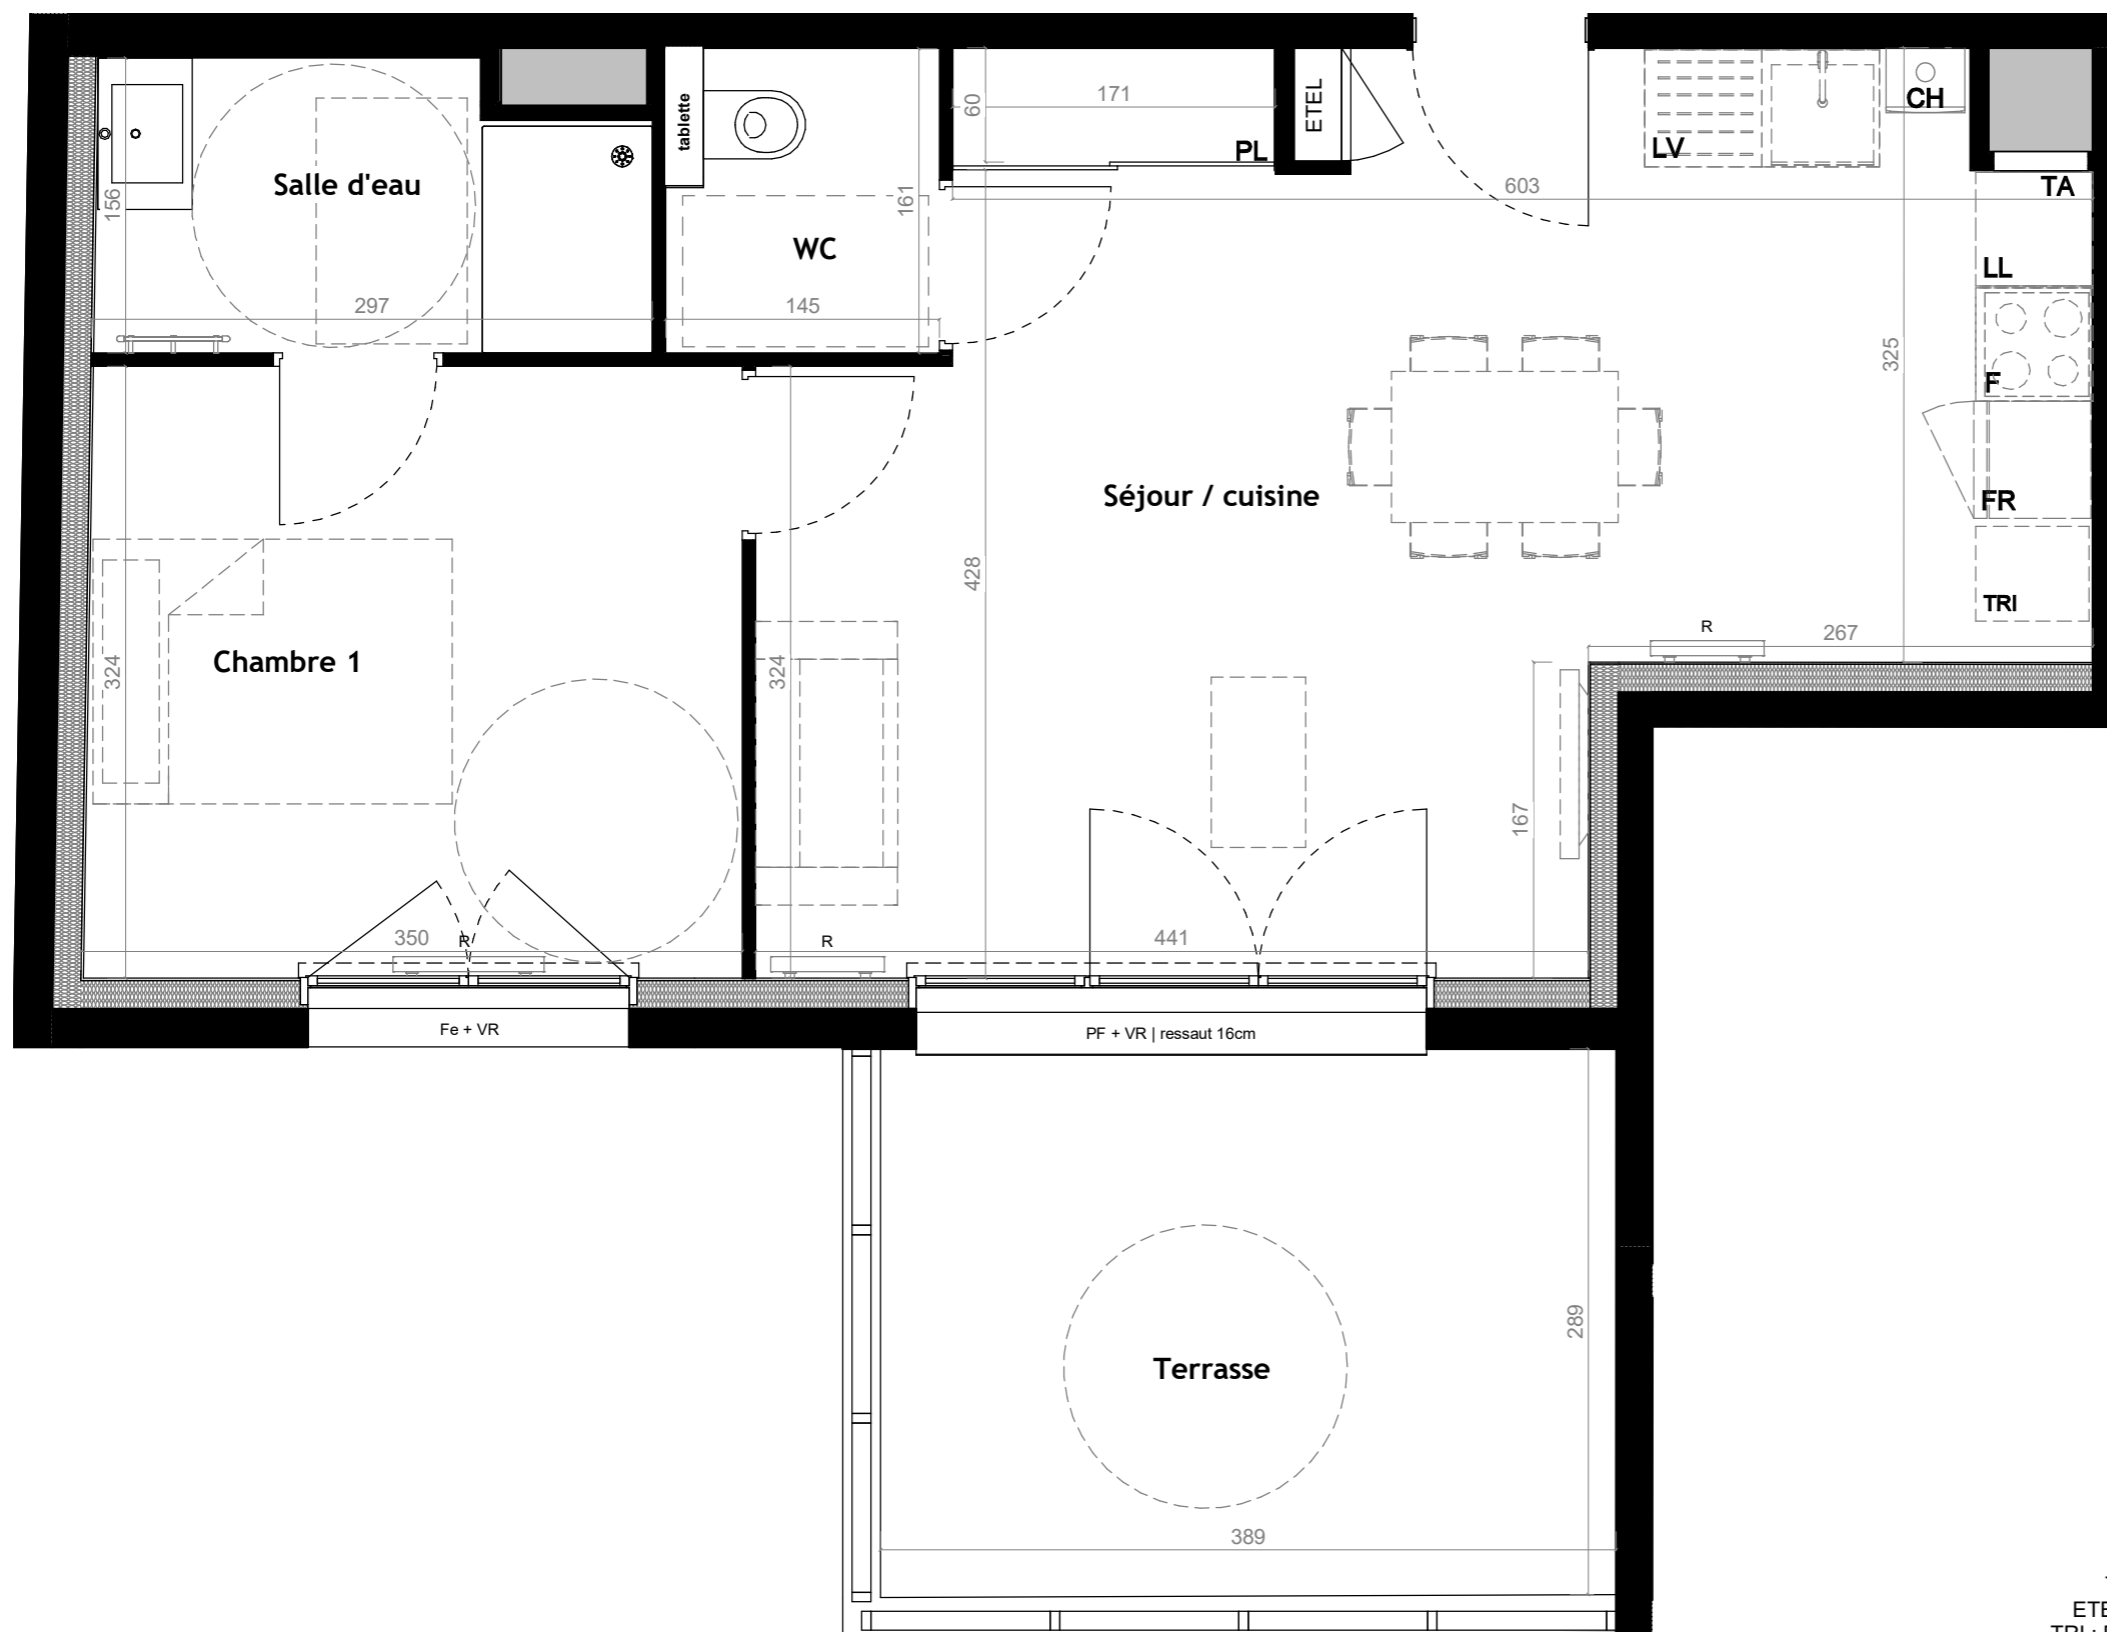 ETEL
tablette
60
171
CH
LV
PL
TA
Salle d'eau
603
156
161
WC
LL
297
145
325
F
Séjour / cuisine
FR
428
TRI
R
267
Chambre 1
324
324
167
350
R
R
441
Fe + VR
PF + VR | ressaut 16cm
289
Terrasse
389